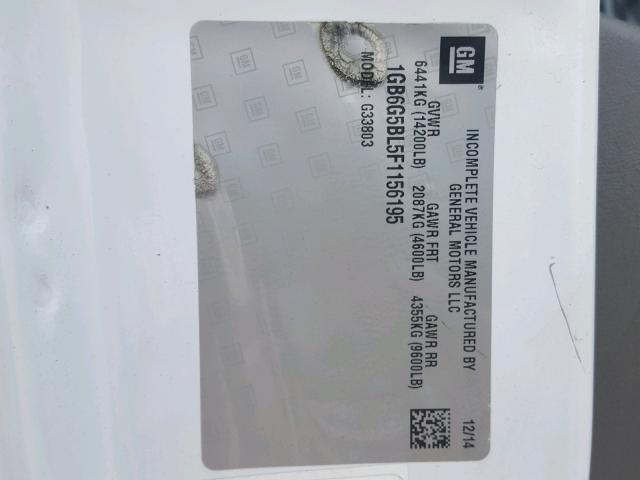 GM
INCOMPLETE VEHICLE MANUFACTURED BY
GENERAL MOTORS LLC
12/14
GVWR GAWR FRT GAWR RR
6441KG (14200LB) 2087KG (4600LB) 4355KG (9600LB)
1GB6G5BL5F1156195
MODEL: G33803